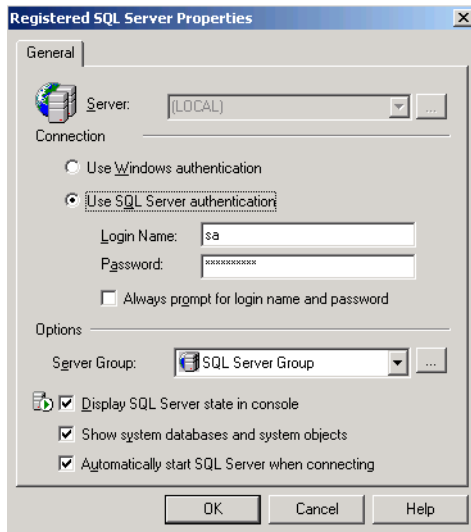 Registered SQL Server Properties
General
Server: (LOCAL) ...
Connection
Use Windows authentication
Use SQL Server authentication
Login Name: sa
Password: **********
Always prompt for login name and password
Options
Server Group: SQL Server Group ...
Display SQL Server state in console
Show system databases and system objects
Automatically start SQL Server when connecting
OK Cancel Help